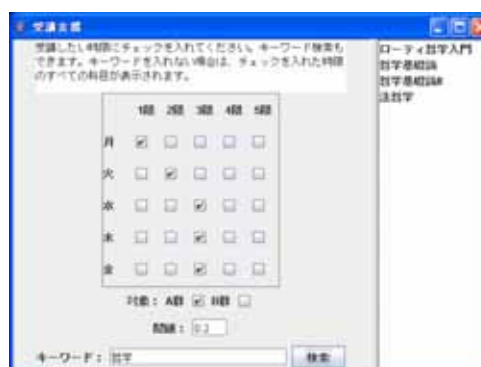 受講太郎
受講したい時限にチェックを入れてください。キーワード検索も
できます。キーワードを入れない場合は、チェックを入れた時限
のすべての科目が表示されます。
1限 2限 3限 4限 5限
月
火
水
木
金
対象: A群 B群
閾値: 0.2
キーワード: 哲学 検索
ローティ哲学入門
哲学基礎論
哲学基礎論B
法哲学